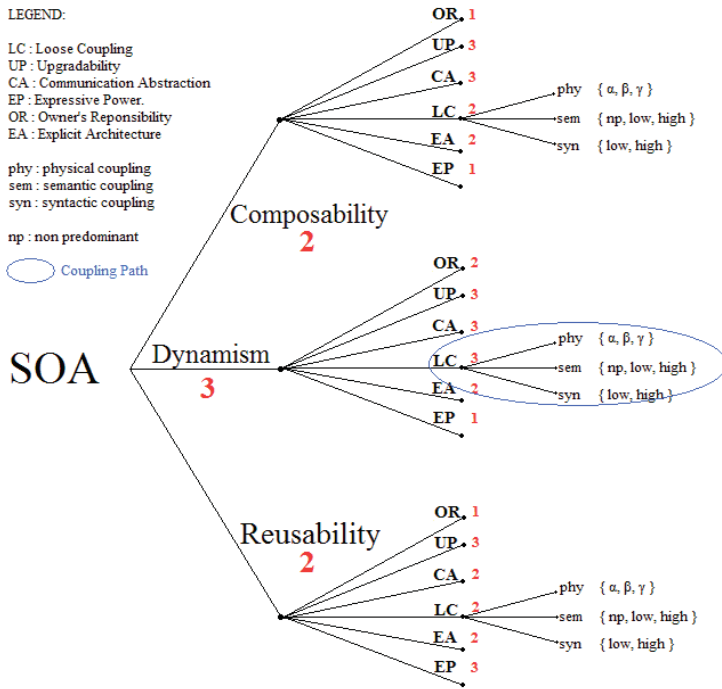 LEGEND:
LC : Loose Coupling
UP : Upgradability
CA : Communication Abstraction
EP : Expressive Power.
OR : Owner's Reponsibility
EA : Explicit Architecture
phy : physical coupling
sem : semantic coupling
syn : syntactic coupling
np : non predominant
Coupling Path
SOA
Composability
2
OR 1
UP 3
CA 3
LC 2
EA 2
EP 1
phy { α, β, γ }
sem { np, low, high }
syn { low, high }
Dynamism
3
OR 2
UP 3
CA 3
LC 3
EA 2
EP 1
phy { α, β, γ }
sem { np, low, high }
syn { low, high }
Reusability
2
OR 1
UP 3
CA 2
LC 2
EA 2
EP 3
phy { α, β, γ }
sem { np, low, high }
syn { low, high }